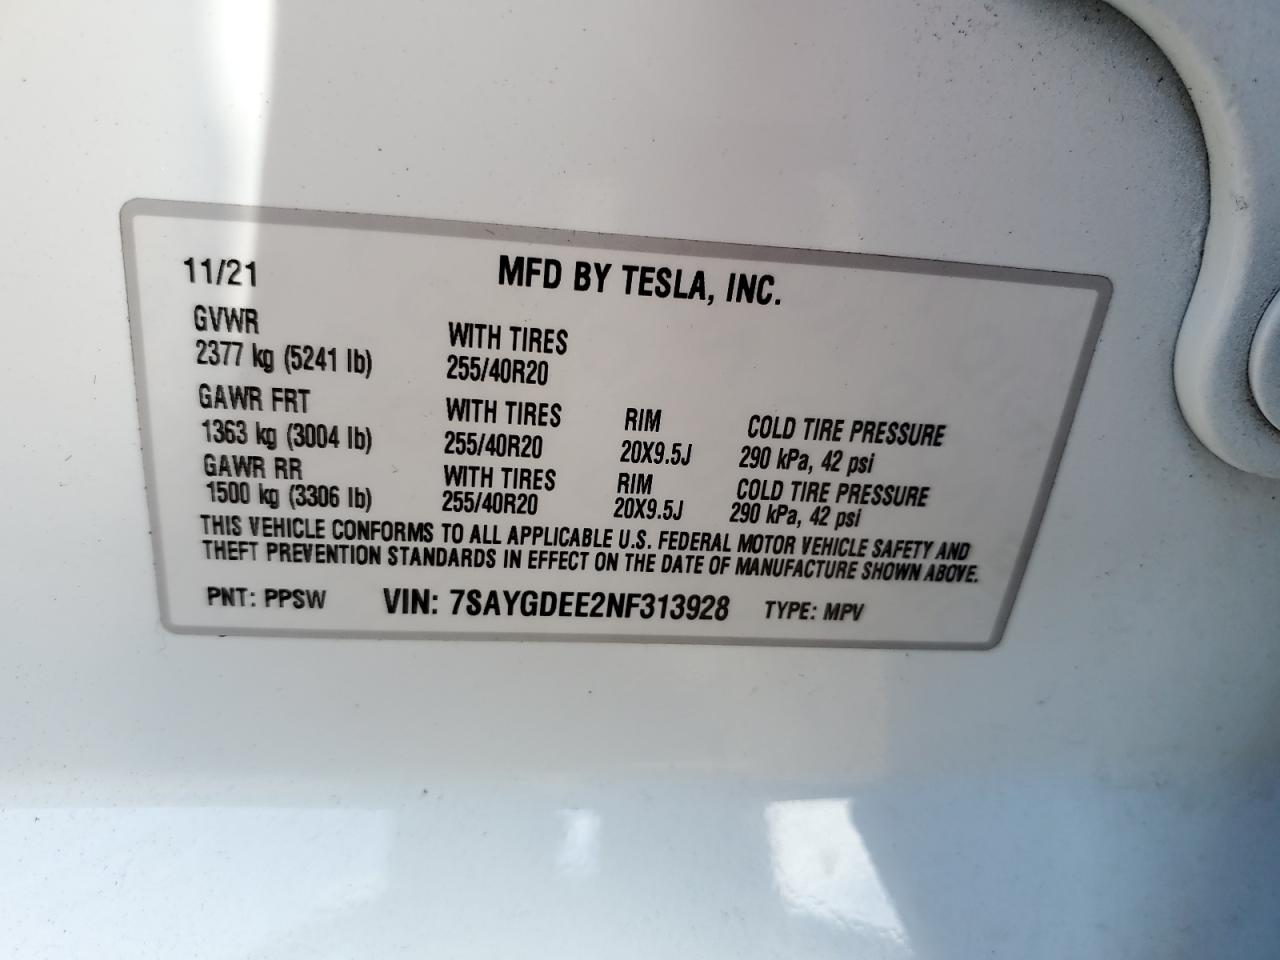 11/21 MFD BY TESLA, INC.
GVWR WITH TIRES
2377 kg (5241 lb) 255/40R20
GAWR FRT WITH TIRES RIM COLD TIRE PRESSURE
1363 kg (3004 lb) 255/40R20 20X9.5J 290 kPa, 42 psi
GAWR RR WITH TIRES RIM COLD TIRE PRESSURE
1500 kg (3306 lb) 255/40R20 20X9.5J 290 kPa, 42 psi
THIS VEHICLE CONFORMS TO ALL APPLICABLE U.S. FEDERAL MOTOR VEHICLE SAFETY AND
THEFT PREVENTION STANDARDS IN EFFECT ON THE DATE OF MANUFACTURE SHOWN ABOVE.
PNT: PPSW VIN: 7SAYGDEE2NF313928 TYPE: MPV